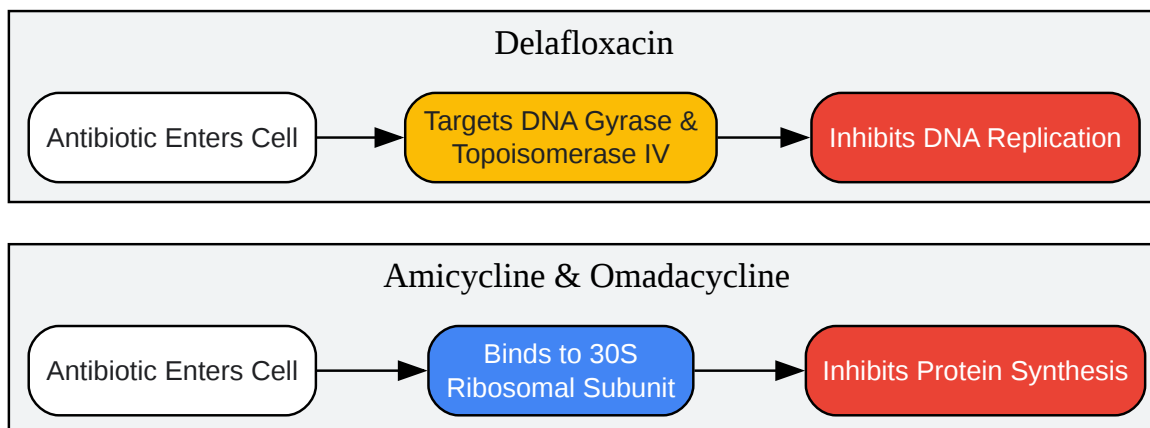 Delafloxacin
Antibiotic Enters Cell
Targets DNA Gyrase &
Topoisomerase IV
Inhibits DNA Replication
Amicycline & Omadacycline
Antibiotic Enters Cell
Binds to 30S
Ribosomal Subunit
Inhibits Protein Synthesis